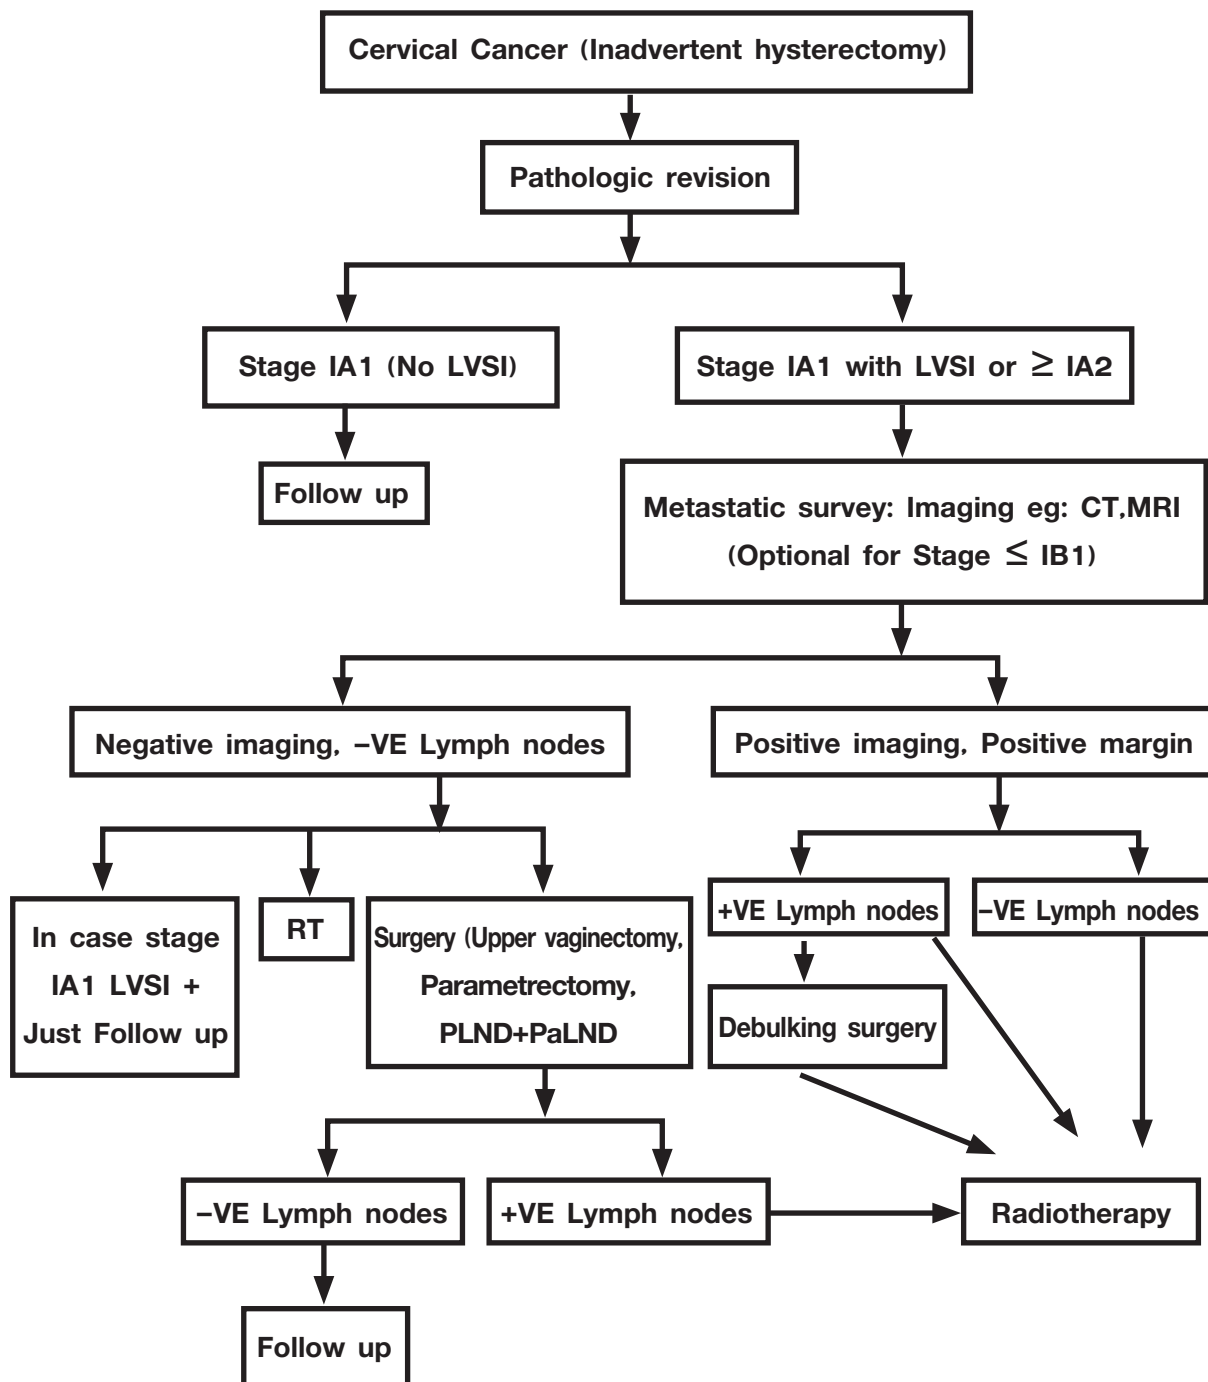 Cervical Cancer (Inadvertent hysterectomy)
Pathologic revision
Stage IA1 (No LVSI)
Stage IA1 with LVSI or ≥ IA2
Follow up
Metastatic survey: Imaging eg: CT,MRI
(Optional for Stage ≤ IB1)
Negative imaging, –VE Lymph nodes
Positive imaging, Positive margin
In case stage
IA1 LVSI +
Just Follow up
RT
Surgery (Upper vaginectomy,
Parametrectomy,
PLND+PaLND
+VE Lymph nodes
–VE Lymph nodes
Debulking surgery
–VE Lymph nodes
+VE Lymph nodes
Radiotherapy
Follow up